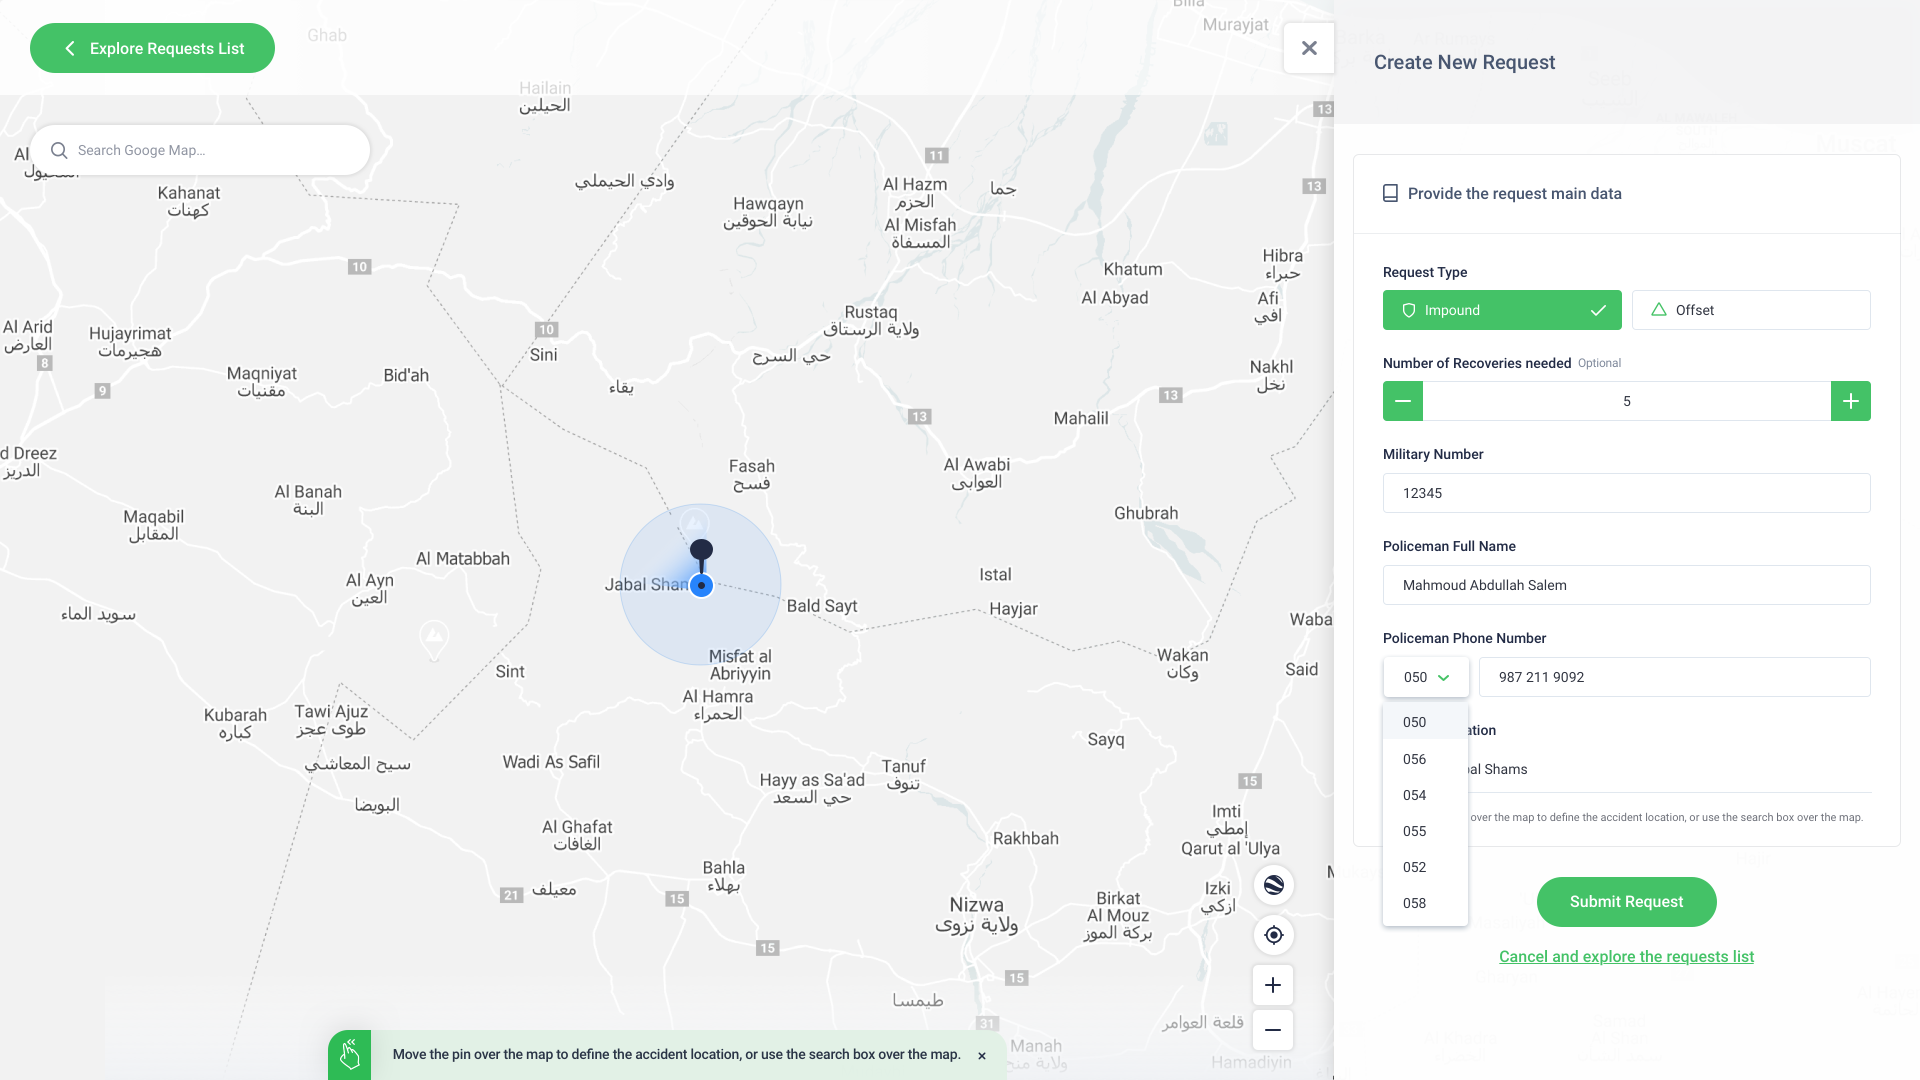 Explore Requests List
Ghab
Murayjat
Hailain
الحيلين
Search Googe Map...
Kahanat
كهنات
وادي الحيملي
Hawqayn
نيابة الحوقين
11
Al Hazm
الحزم
Al Misfah
المسفاة
جما
13
13
10
Khatum
Al Abyad
Hibra
حبراء
Afi
افي
Al Arid
العارض
8
Hujayrimat
هجيرمات
9
10
Sini
Rustaq
ولاية الرستاق
حي السرح
Maqniyat
مقنيات
Bid'ah
يقاء
Nakhl
نخل
13
13
Mahalil
d Dreez
الدريز
Fasah
فسح
Al Awabi
العوابى
Al Banah
البنة
Maqabil
المقابل
Ghubrah
Al Matabbah
Al Ayn
العين
Jabal Sham
Istal
Bald Sayt
Hayjar
سويد الماء
Waba
Misfat al
Abriyyin
Wakan
وكان
Said
Sint
Al Hamra
الحمراء
Kubarah
كباره
Tawi Ajuz
طوى عجز
Sayq
سيح المعاشي
Wadi As Safil
Tanuf
تنوف
Hayy as Sa'ad
حي السعد
15
البويضا
Imti
إمطي
Al Ghafat
الغافات
Rakhbah
Qarut al 'Ulya
Bahla
بهلاء
21
معيلف
15
Izki
ازكي
Birkat
Al Mouz
بركة الموز
Nizwa
ولاية نزوى
15
15
طيمسا
31
قلعة العوامر
Manah
ولاية منح
Hamadiyin
Move the pin over the map to define the accident location, or use the search box over the map.
Create New Request
Provide the request main data
Request Type
Impound
Offset
Number of Recoveries needed Optional
5
Military Number
12345
Policeman Full Name
Mahmoud Abdullah Salem
Policeman Phone Number
050
987 211 9092
050
056
054
055
052
058
ation
al Shams
over the map to define the accident location, or use the search box over the map.
Submit Request
Cancel and explore the requests list